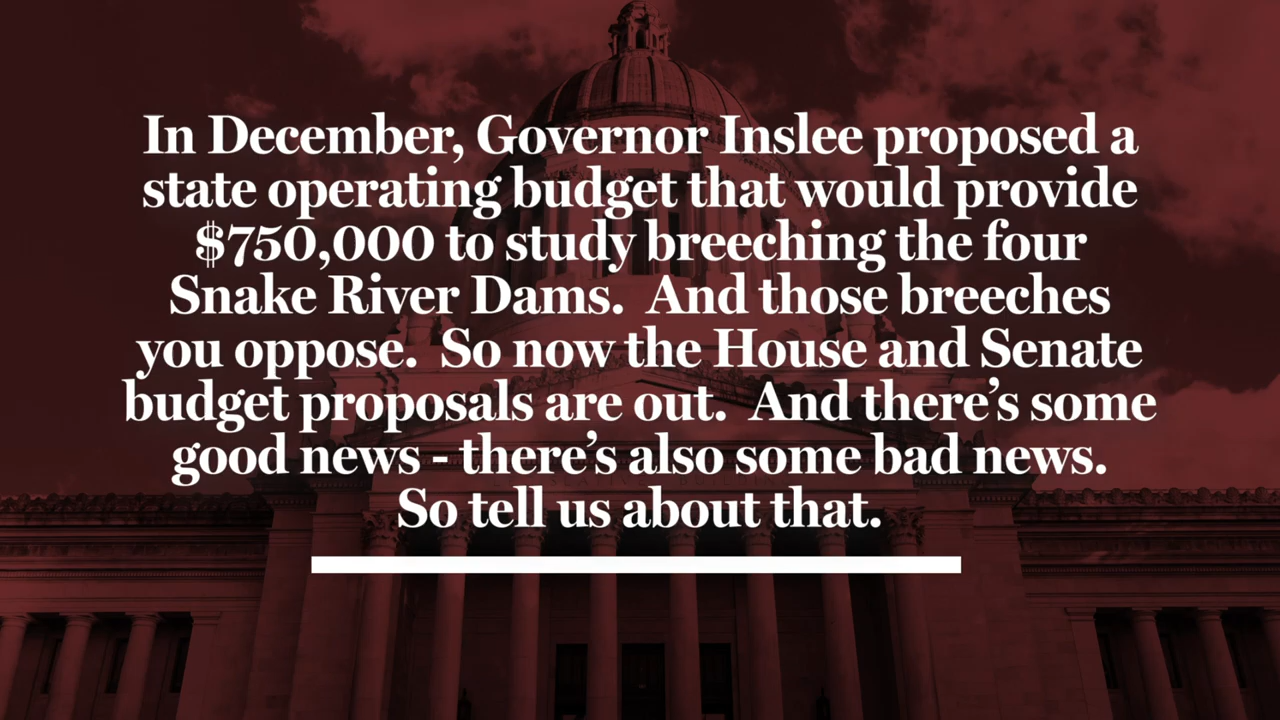 In December, Governor Inslee proposed a
state operating budget that would provide
$750,000 to study breeching the four
Snake River Dams.  And those breeches
you oppose.  So now the House and Senate
budget proposals are out.  And there’s some
good news - there’s also some bad news.
So tell us about that.